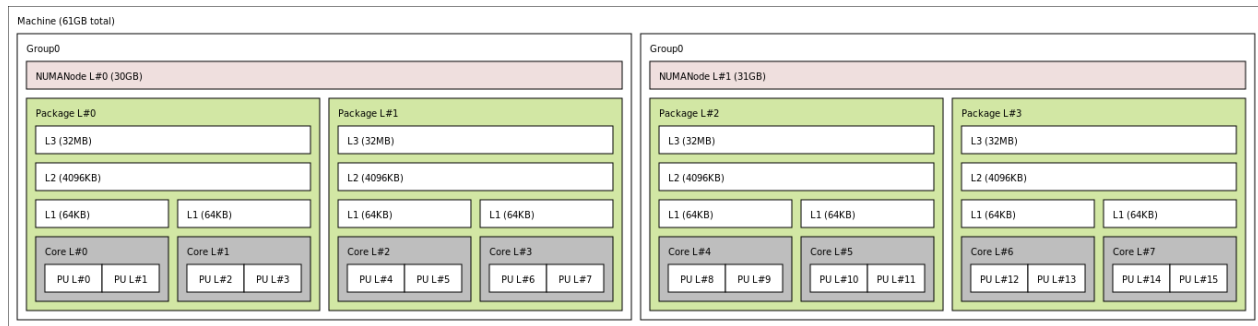 Machine (61GB total)
Group0
NUMANode L#0 (30GB)
Package L#0
L3 (32MB)
L2 (4096KB)
L1 (64KB)
L1 (64KB)
Core L#0
PU L#0
PU L#1
Core L#1
PU L#2
PU L#3
Package L#1
L3 (32MB)
L2 (4096KB)
L1 (64KB)
L1 (64KB)
Core L#2
PU L#4
PU L#5
Core L#3
PU L#6
PU L#7
Group0
NUMANode L#1 (31GB)
Package L#2
L3 (32MB)
L2 (4096KB)
L1 (64KB)
L1 (64KB)
Core L#4
PU L#8
PU L#9
Core L#5
PU L#10
PU L#11
Package L#3
L3 (32MB)
L2 (4096KB)
L1 (64KB)
L1 (64KB)
Core L#6
PU L#12
PU L#13
Core L#7
PU L#14
PU L#15